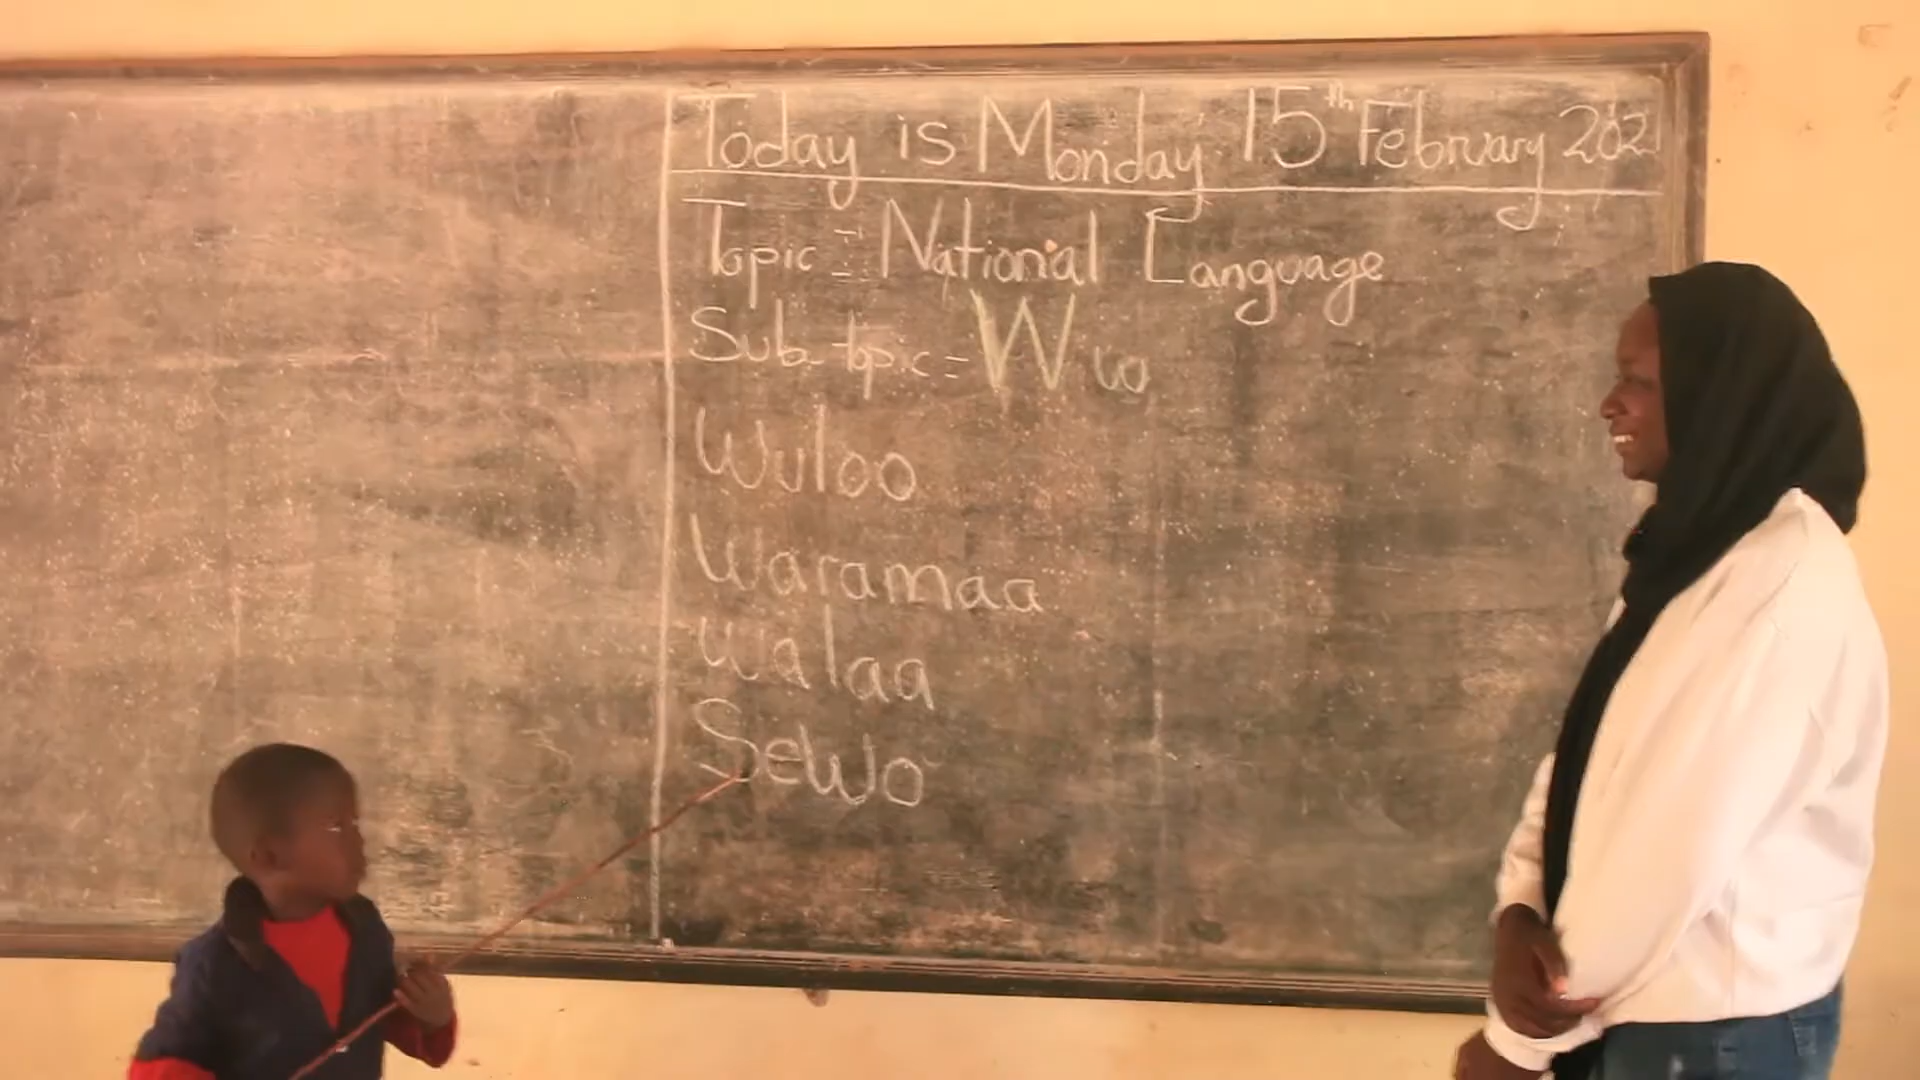 Today is Monday 15th February 2021
Topic = National Language
Sub-topic = W w
Wuloo
Waramaa
Walaa
Sewo